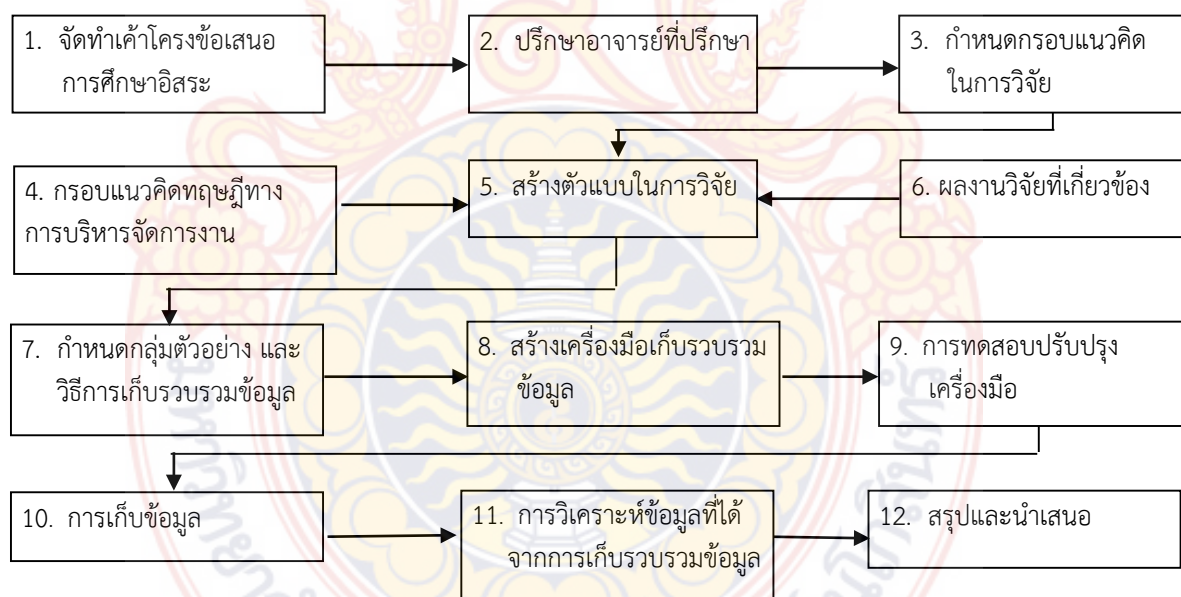 1. จัดทำเค้าโครงข้อเสนอ
การศึกษาอิสระ
2. ปรึกษาอาจารย์ที่ปรึกษา
3. กำหนดกรอบแนวคิด
ในการวิจัย
4. กรอบแนวคิดทฤษฎีทาง
การบริหารจัดการงาน
5. สร้างตัวแบบในการวิจัย
6. ผลงานวิจัยที่เกี่ยวข้อง
7. กำหนดกลุ่มตัวอย่าง และ
วิธีการเก็บรวบรวมข้อมูล
8. สร้างเครื่องมือเก็บรวบรวม
ข้อมูล
9. การทดสอบปรับปรุง
เครื่องมือ
10. การเก็บข้อมูล
11. การวิเคราะห์ข้อมูลที่ได้
จากการเก็บรวบรวมข้อมูล
12. สรุปและนำเสนอ